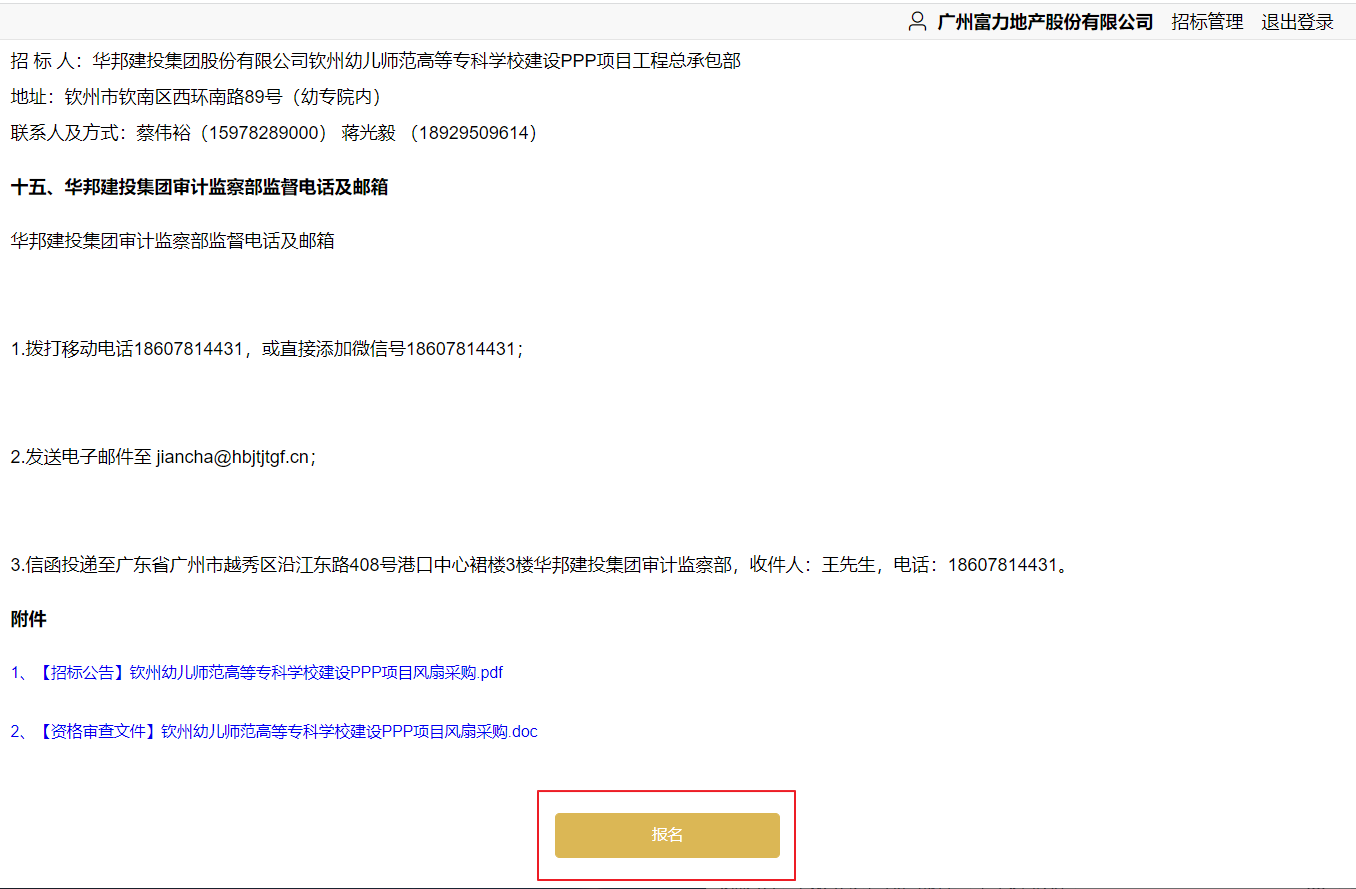 广州富力地产股份有限公司 招标管理 退出登录
招 标 人：华邦建投集团股份有限公司钦州幼儿师范高等专科学校建设PPP项目工程总承包部
地址：钦州市钦南区西环南路89号（幼专院内）
联系人及方式：蔡伟裕（15978289000） 蒋光毅 （18929509614）
十五、华邦建投集团审计监察部监督电话及邮箱
华邦建投集团审计监察部监督电话及邮箱
1.拨打移动电话18607814431，或直接添加微信号18607814431；
2.发送电子邮件至 jiancha@hbjtjtgf.cn；
3.信函投递至广东省广州市越秀区沿江东路408号港口中心裙楼3楼华邦建投集团审计监察部，收件人：王先生，电话：18607814431。
附件
1、【招标公告】钦州幼儿师范高等专科学校建设PPP项目风扇采购.pdf
2、【资格审查文件】钦州幼儿师范高等专科学校建设PPP项目风扇采购.doc
报名